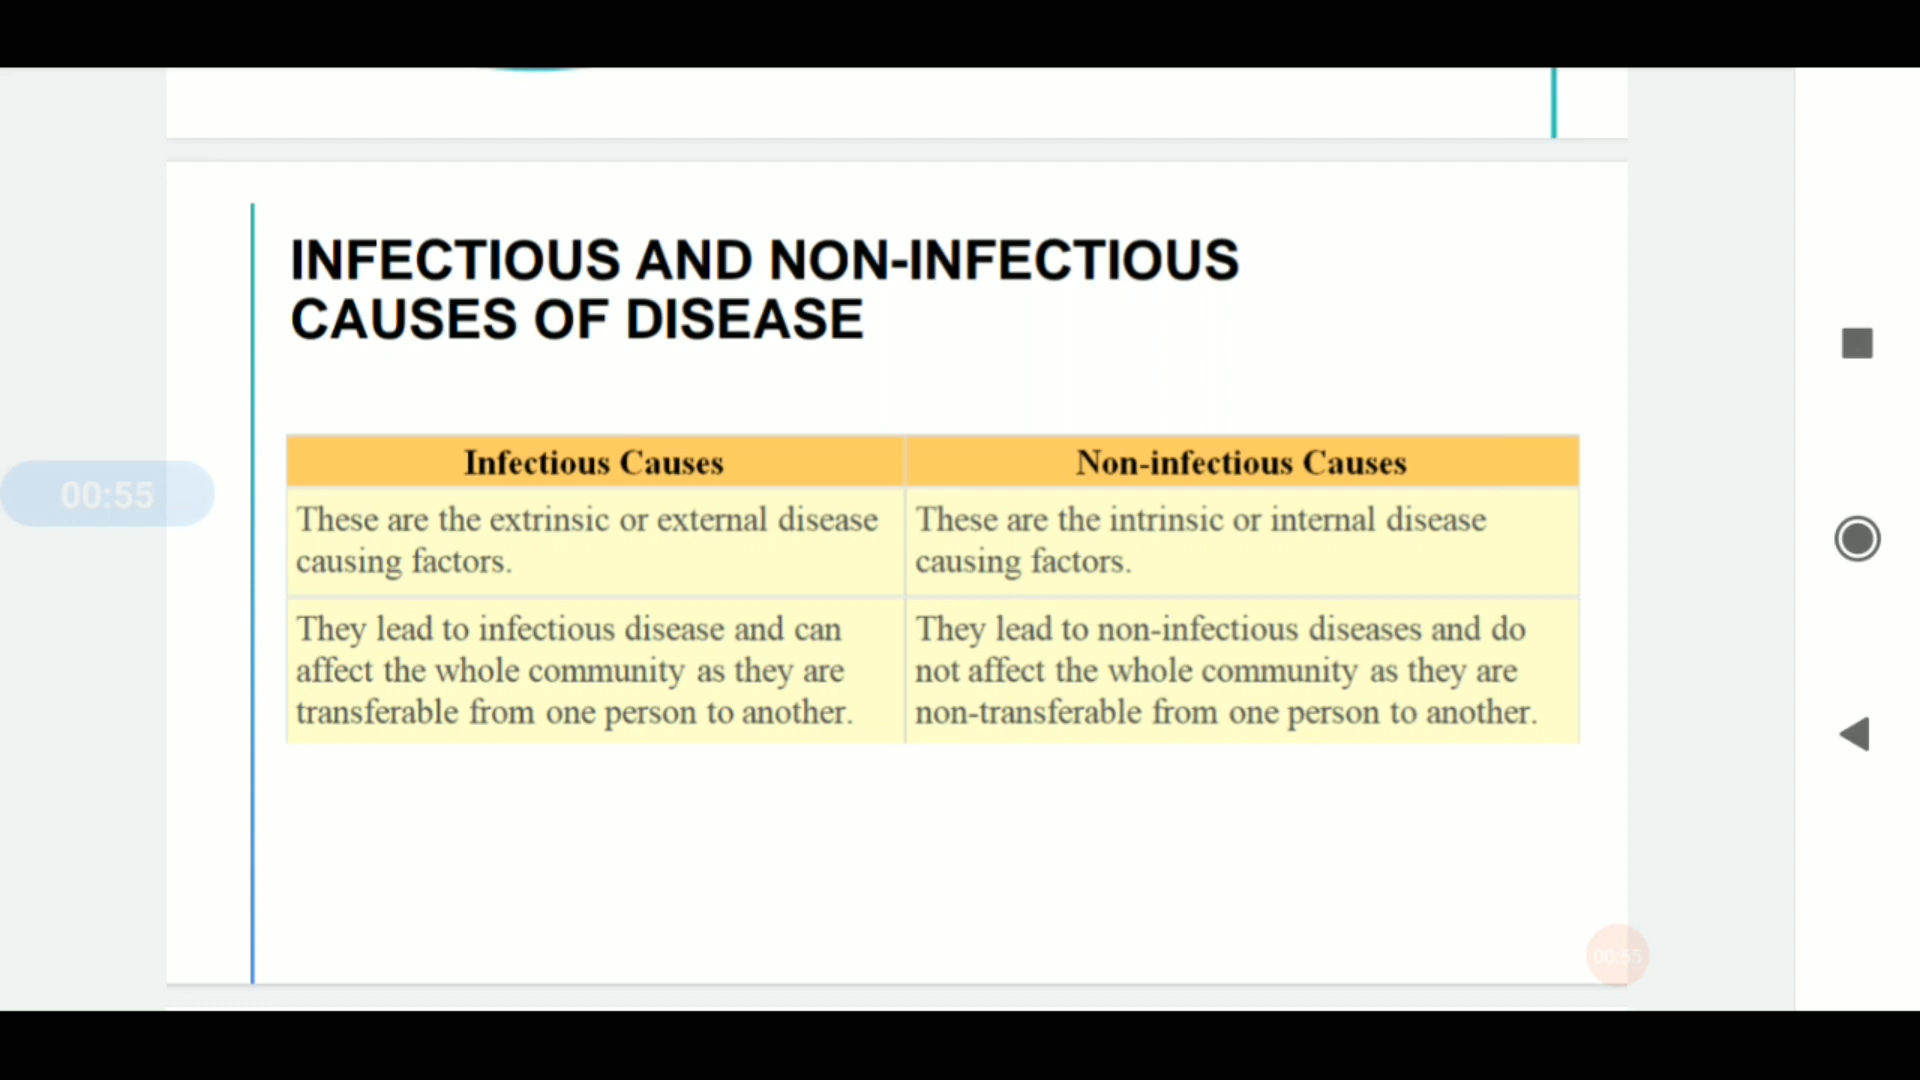 INFECTIOUS AND NON-INFECTIOUS
CAUSES OF DISEASE
Infectious Causes
Non-infectious Causes
These are the extrinsic or external disease
causing factors.
These are the intrinsic or internal disease
causing factors.
They lead to infectious disease and can
affect the whole community as they are
transferable from one person to another.
They lead to non-infectious diseases and do
not affect the whole community as they are
non-transferable from one person to another.
00:55
00:55